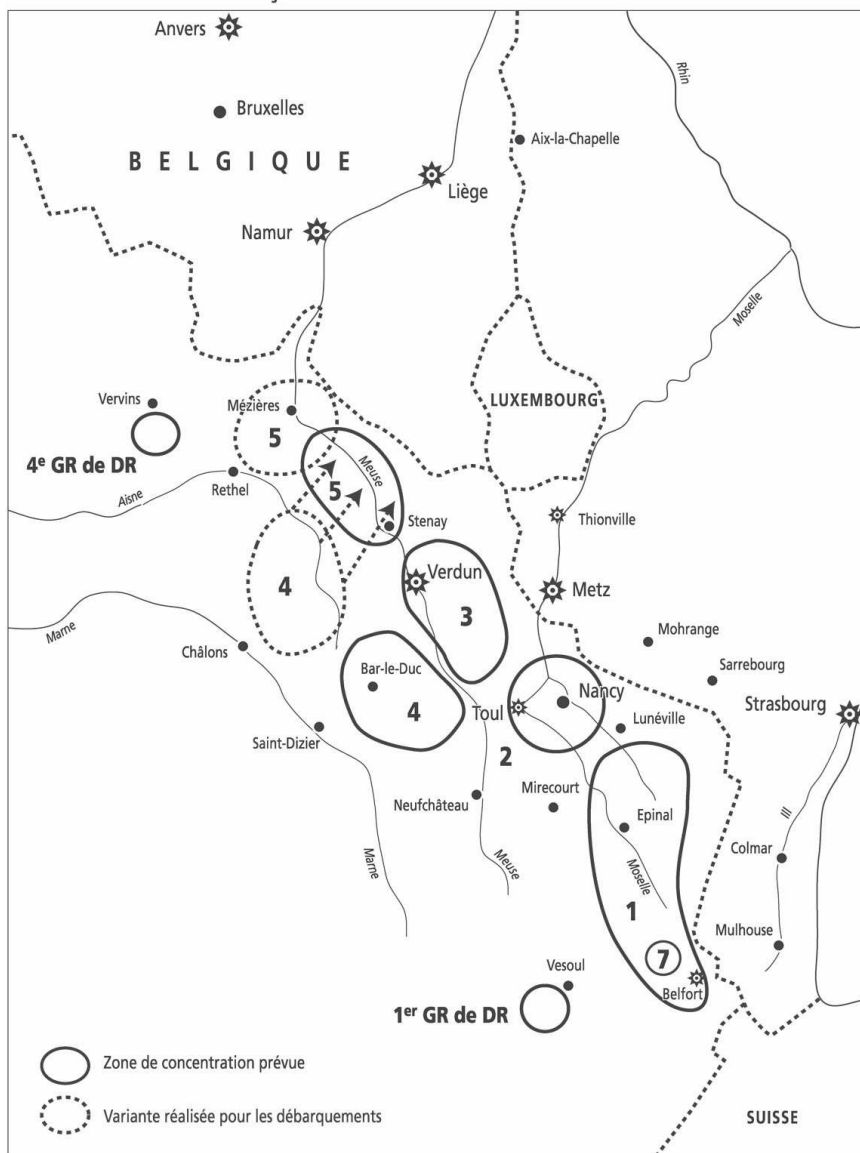 Anvers
Bruxelles
Rhin
Aix-la-Chapelle
BELGIQUE
Liège
Namur
Moselle
Vervins
Mézières
LUXEMBOURG
5
4e GR de DR
Meuse
Rethel
5
Aisne
Stenay
Thionville
Verdun
4
Metz
3
Marne
Mohrange
Châlons
Sarrebourg
Bar-le-Duc
Nancy
Strasbourg
4
Toul
Lunéville
Saint-Dizier
2
Neufchâteau
Mirecourt
Epinal
Ill
Colmar
Meuse
Moselle
Marne
1
Mulhouse
7
Vesoul
Belfort
1er GR de DR
Zone de concentration prévue
Variante réalisée pour les débarquements
SUISSE